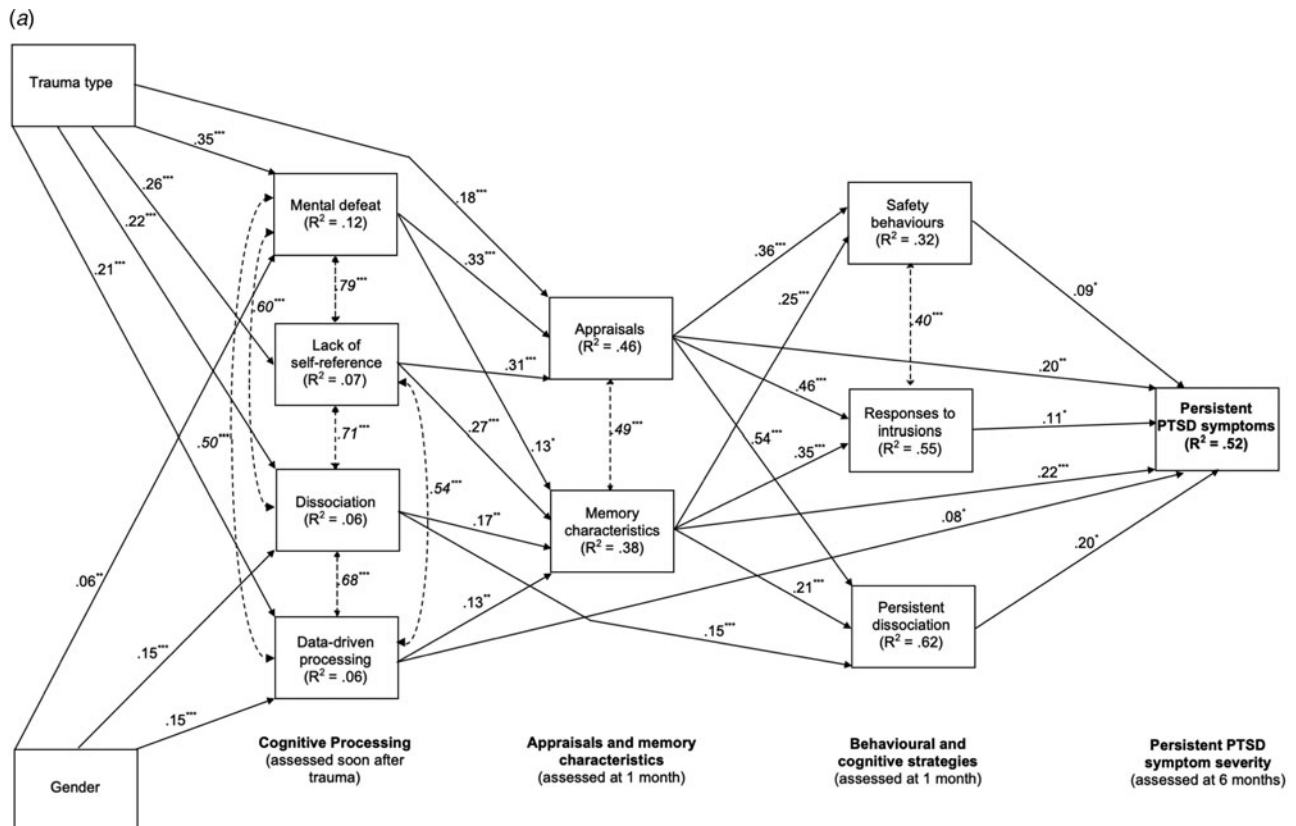 (a)
Trauma type
.35***
.26***
.22***
.21***
.18***
Mental defeat
(R² = .12)
.79***
.60***
.33***
Lack of
self-reference
(R² = .07)
.31***
.27***
.13*
.71***
.50***
.54***
Dissociation
(R² = .06)
.17**
.68***
.06**
.15***
.15***
Data-driven
processing
(R² = .06)
.13**
.15***
.08*
Gender
Appraisals
(R² = .46)
.49***
Memory
characteristics
(R² = .38)
.36***
.25***
.46***
.54***
.35***
.21***
Safety
behaviours
(R² = .32)
.40***
Responses to
intrusions
(R² = .55)
Persistent
dissociation
(R² = .62)
.09*
.20**
.11*
.22***
.20*
Persistent
PTSD symptoms
(R² = .52)
Cognitive Processing
(assessed soon after
trauma)
Appraisals and memory
characteristics
(assessed at 1 month)
Behavioural and
cognitive strategies
(assessed at 1 month)
Persistent PTSD
symptom severity
(assessed at 6 months)